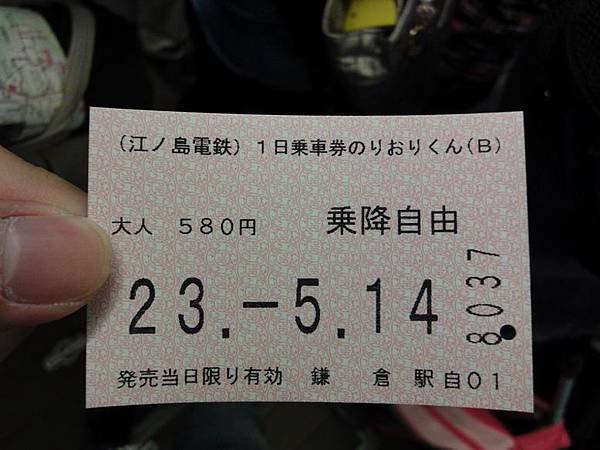 (江ノ島電鉄) 1日乗車券のりおりくん(B)
大人 580円 乗降自由
23.-5.14
8037
発売当日限り有効 鎌 倉 駅 自01